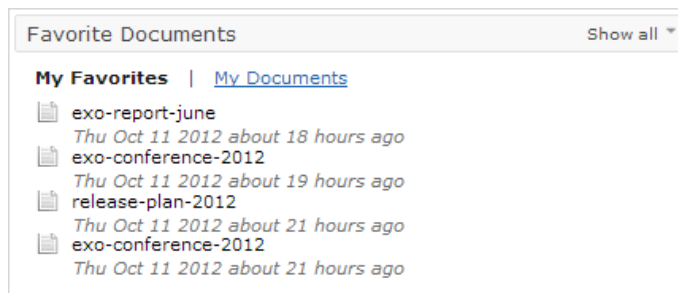 Favorite Documents Show all
My Favorites | My Documents
exo-report-june
Thu Oct 11 2012 about 18 hours ago
exo-conference-2012
Thu Oct 11 2012 about 19 hours ago
release-plan-2012
Thu Oct 11 2012 about 21 hours ago
exo-conference-2012
Thu Oct 11 2012 about 21 hours ago